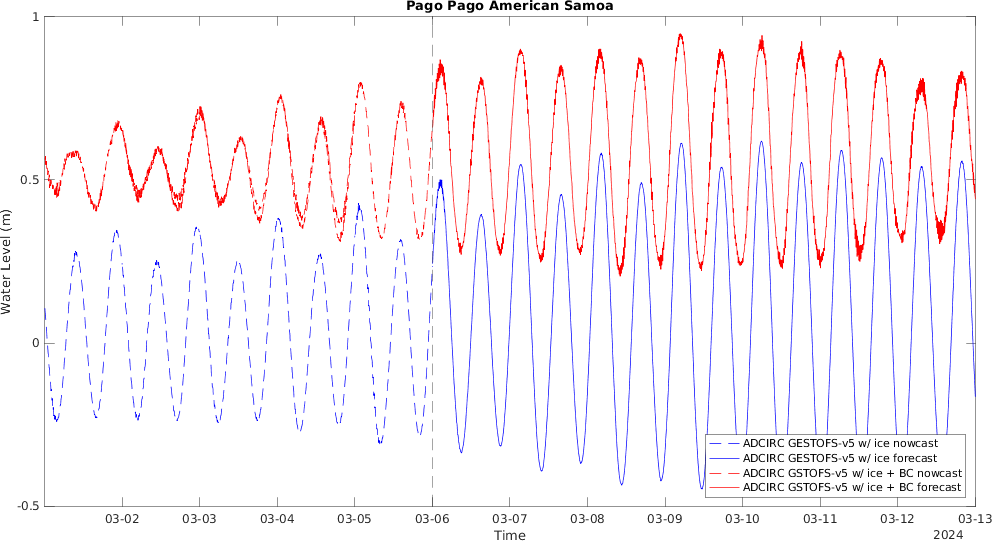 Pago Pago American Samoa
1
0.5
0
-0.5
Water Level (m)
ADCIRC GESTOFS-v5 w/ ice nowcast
ADCIRC GESTOFS-v5 w/ ice forecast
ADCIRC GSTOFS-v5 w/ ice + BC nowcast
ADCIRC GSTOFS-v5 w/ ice + BC forecast
03-02 03-03 03-04 03-05 03-06 03-07 03-08 03-09 03-10 03-11 03-12 03-13
Time
2024